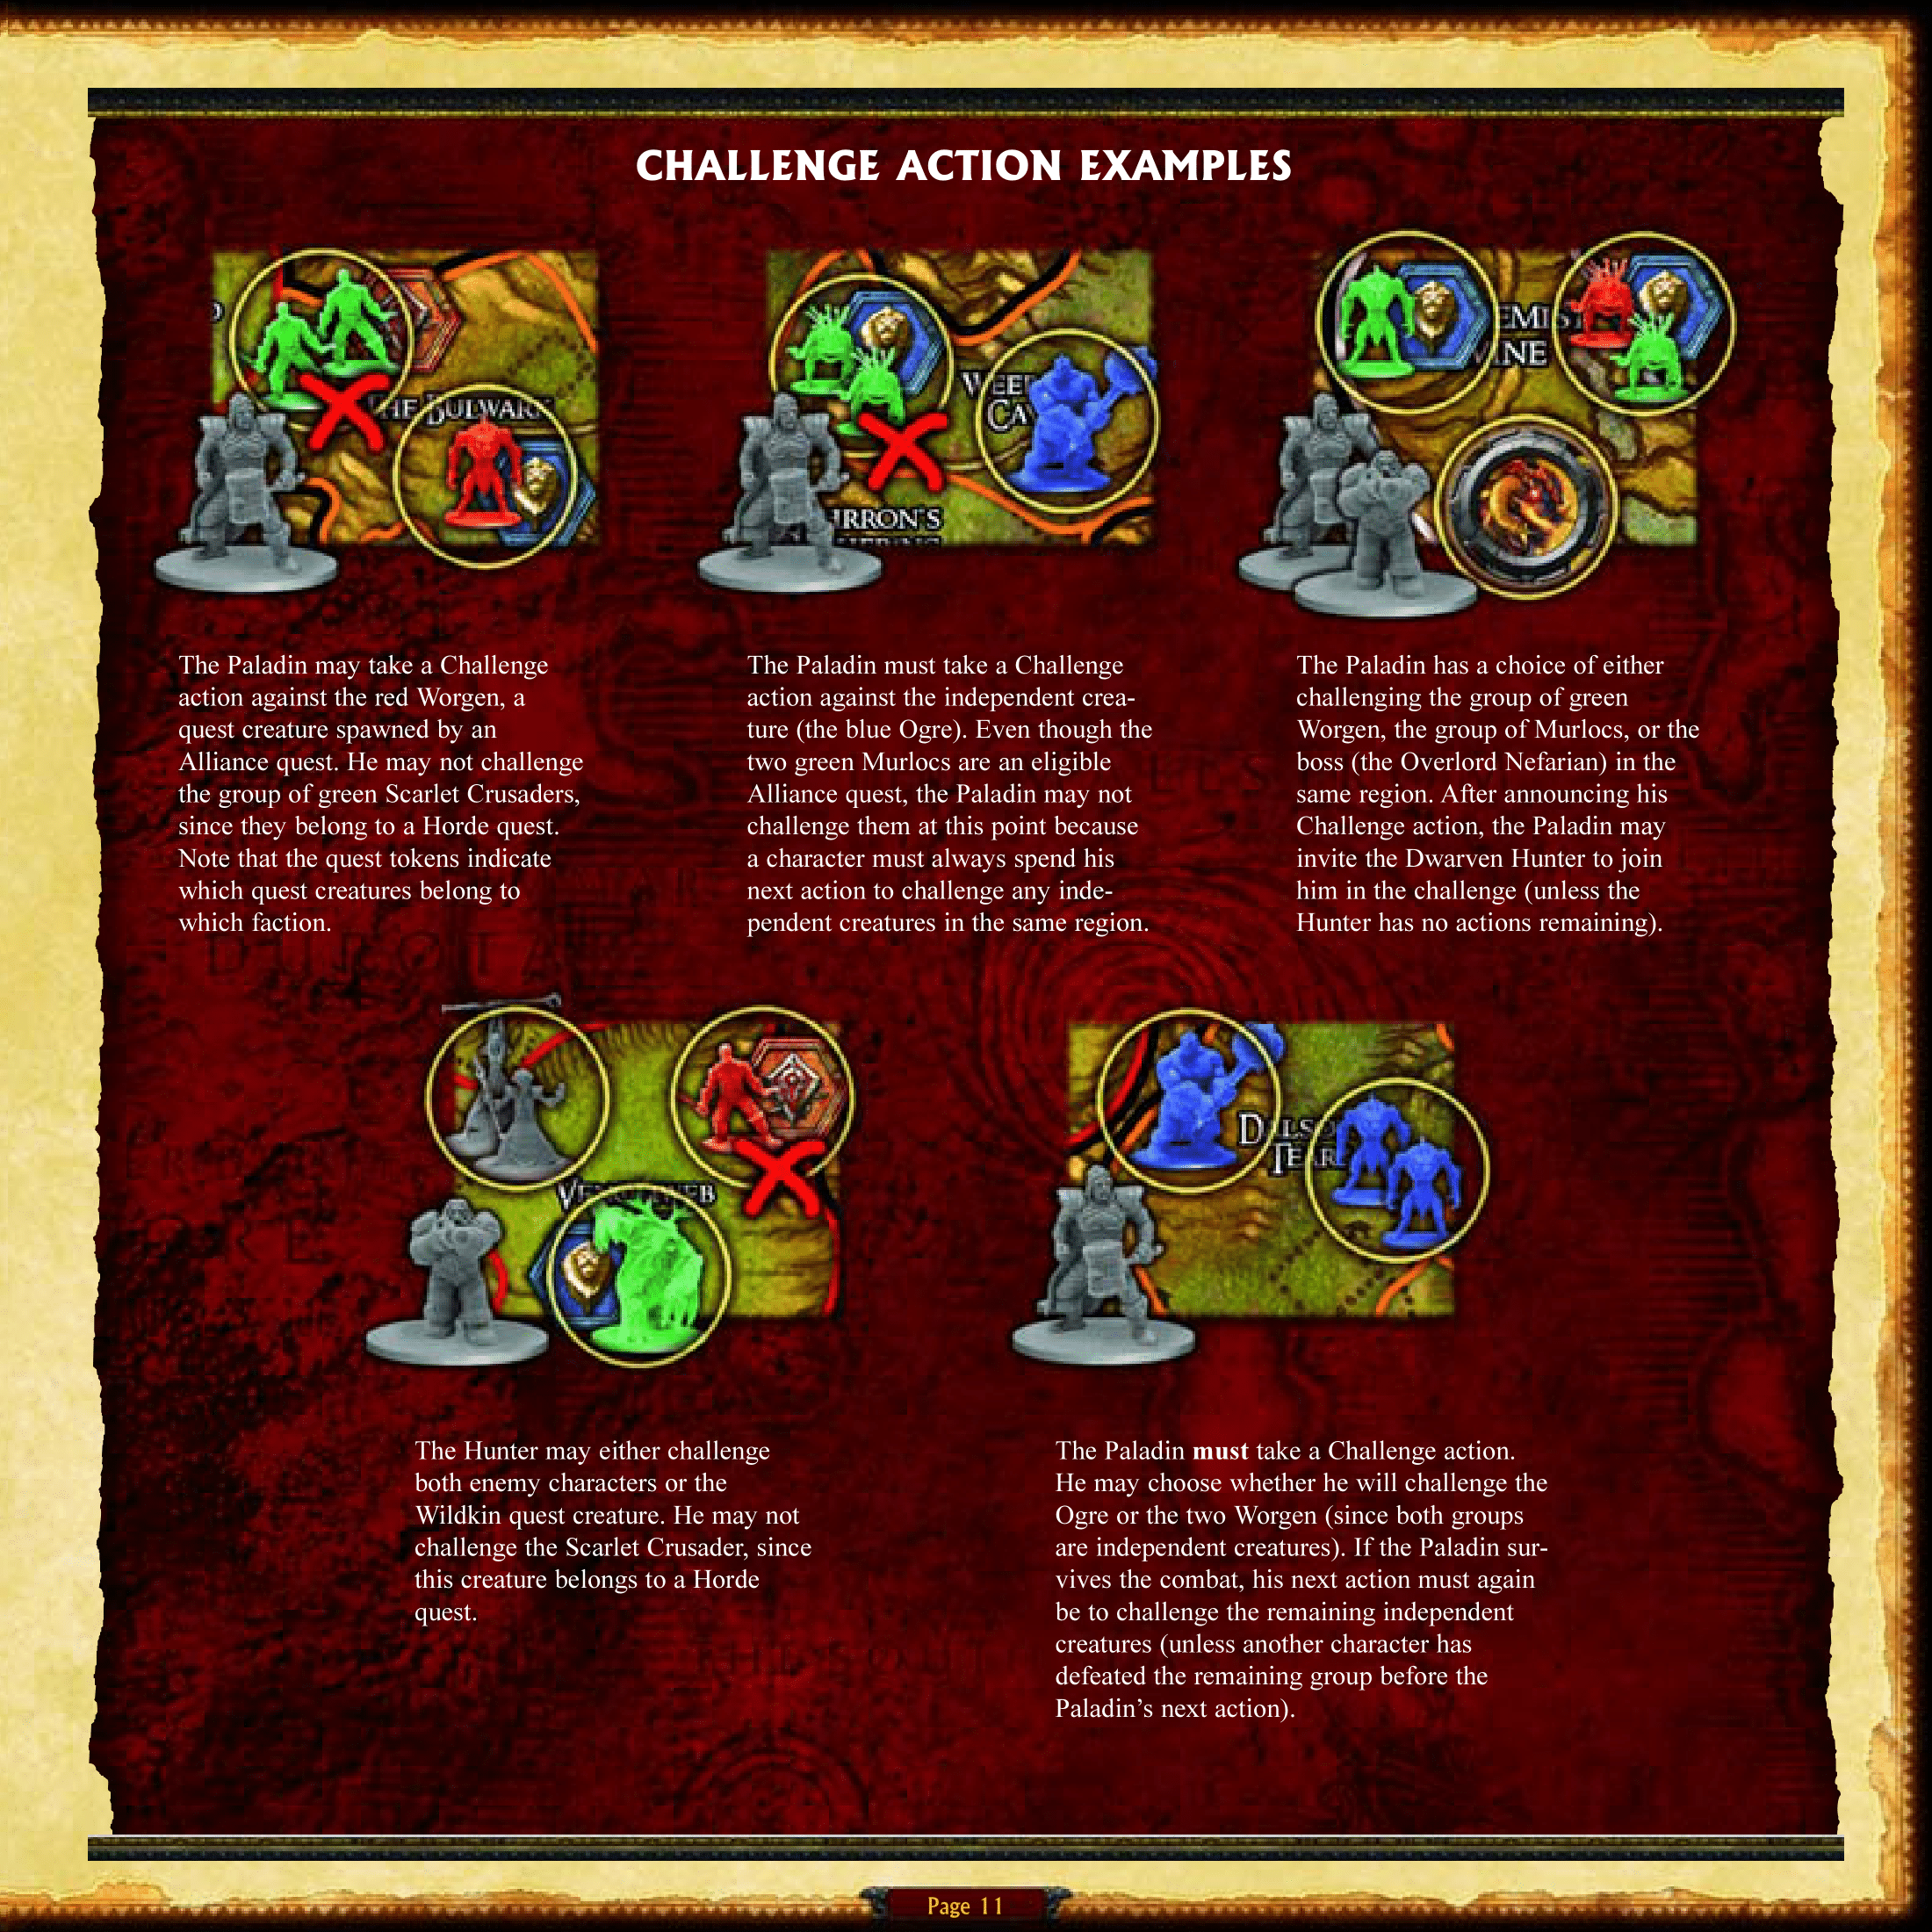 CHALLENGE ACTION EXAMPLES
THE BULWARK
The Paladin may take a Challenge
action against the red Worgen, a
quest creature spawned by an
Alliance quest. He may not challenge
the group of green Scarlet Crusaders,
since they belong to a Horde quest.
Note that the quest tokens indicate
which quest creatures belong to
which faction.
The Paladin must take a Challenge
action against the independent crea-
ture (the blue Ogre). Even though the
two green Murlocs are an eligible
Alliance quest, the Paladin may not
challenge them at this point because
a character must always spend his
next action to challenge any inde-
pendent creatures in the same region.
The Paladin has a choice of either
challenging the group of green
Worgen, the group of Murlocs, or the
boss (the Overlord Nefarian) in the
same region. After announcing his
Challenge action, the Paladin may
invite the Dwarven Hunter to join
him in the challenge (unless the
Hunter has no actions remaining).
The Hunter may either challenge
both enemy characters or the
Wildkin quest creature. He may not
challenge the Scarlet Crusader, since
this creature belongs to a Horde
quest.
The Paladin must take a Challenge action.
He may choose whether he will challenge the
Ogre or the two Worgen (since both groups
are independent creatures). If the Paladin sur-
vives the combat, his next action must again
be to challenge the remaining independent
creatures (unless another character has
defeated the remaining group before the
Paladin’s next action).
Page 11